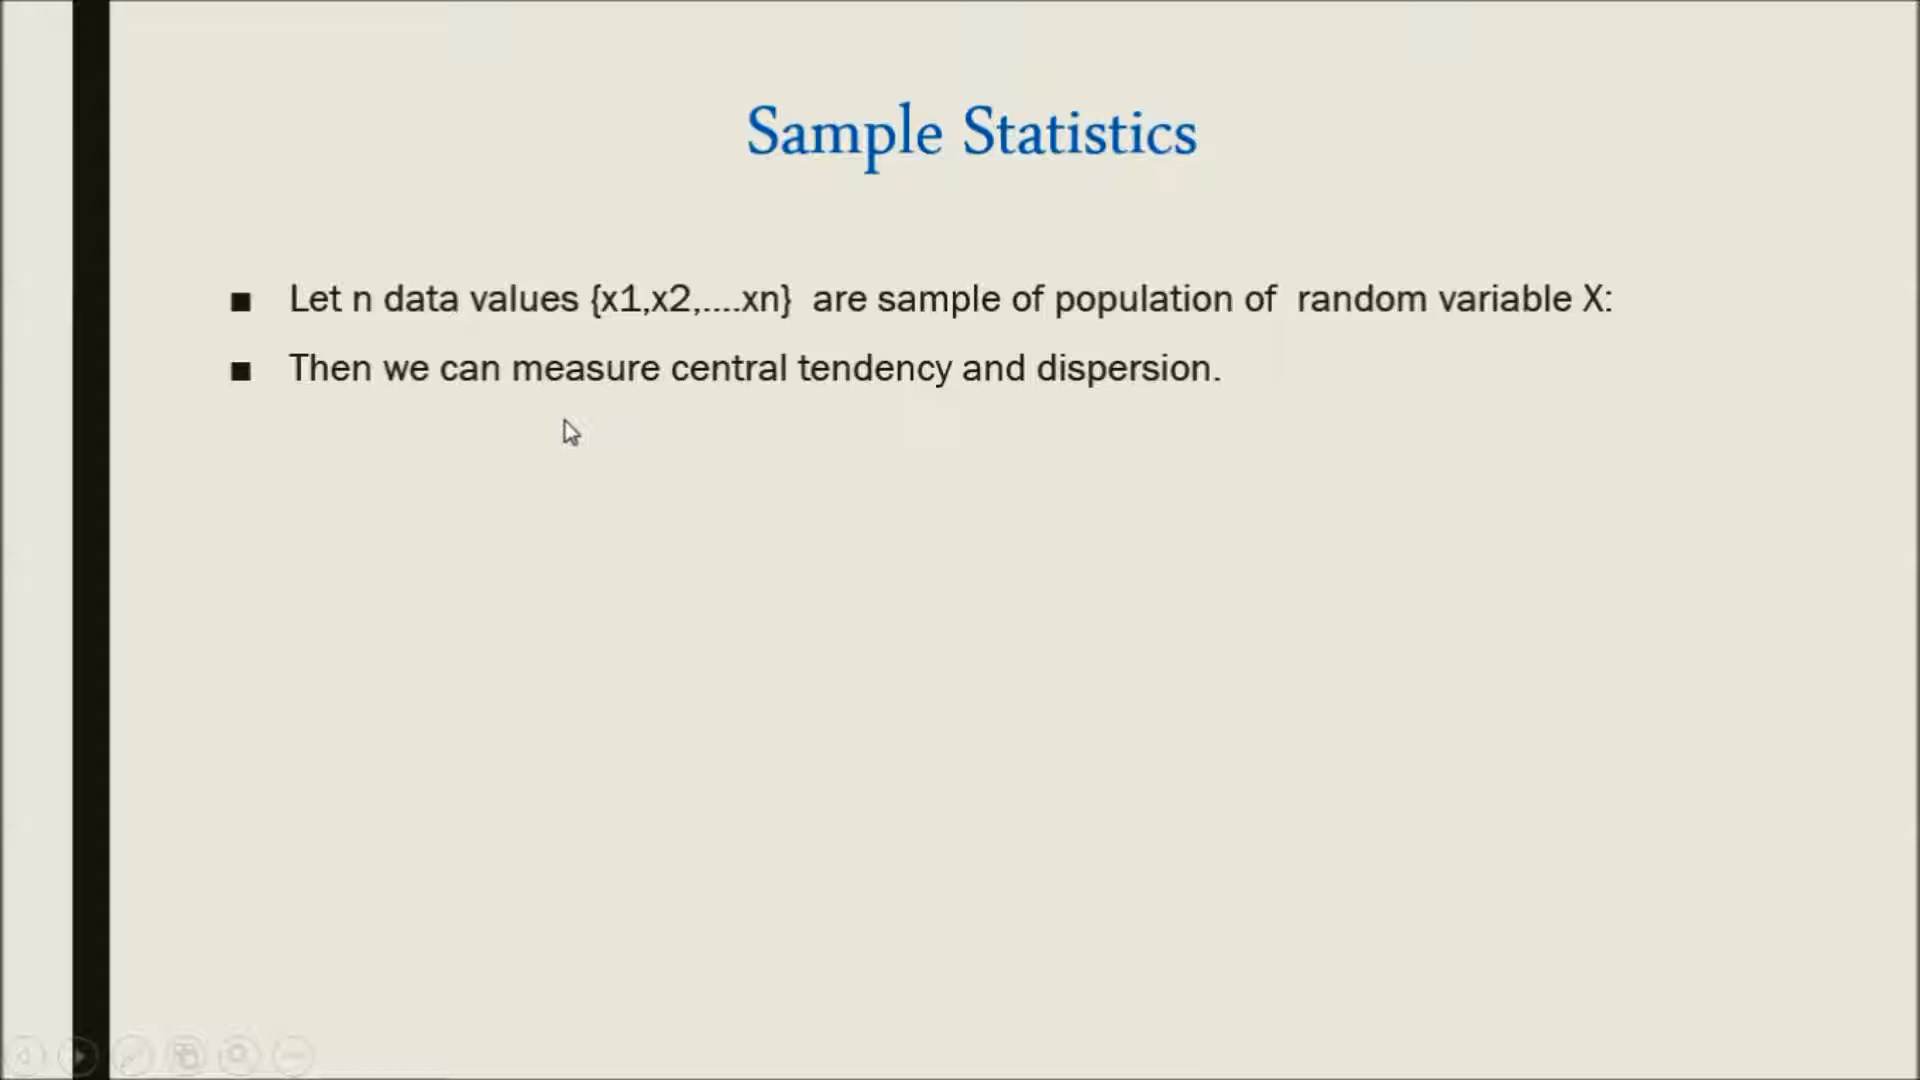 Sample Statistics
■ Let n data values {x1,x2,....xn} are sample of population of random variable X:
■ Then we can measure central tendency and dispersion.